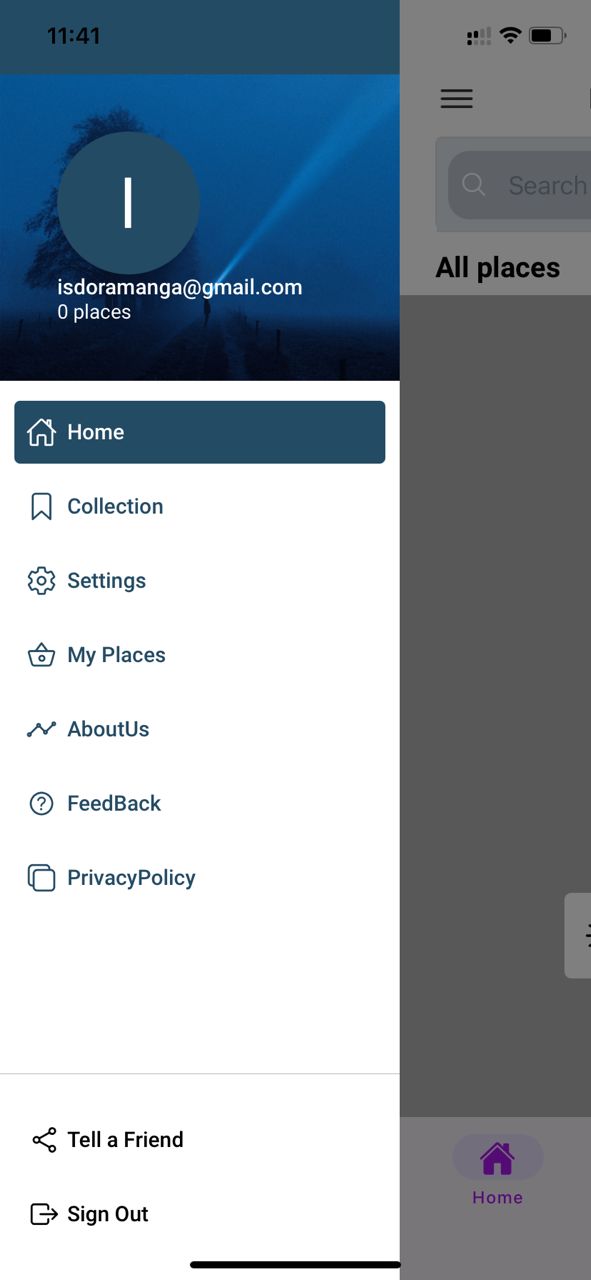 11:41
I
isdoramanga@gmail.com
0 places
Home
Collection
Settings
My Places
AboutUs
FeedBack
PrivacyPolicy
Tell a Friend
Sign Out
Search
All places
Home